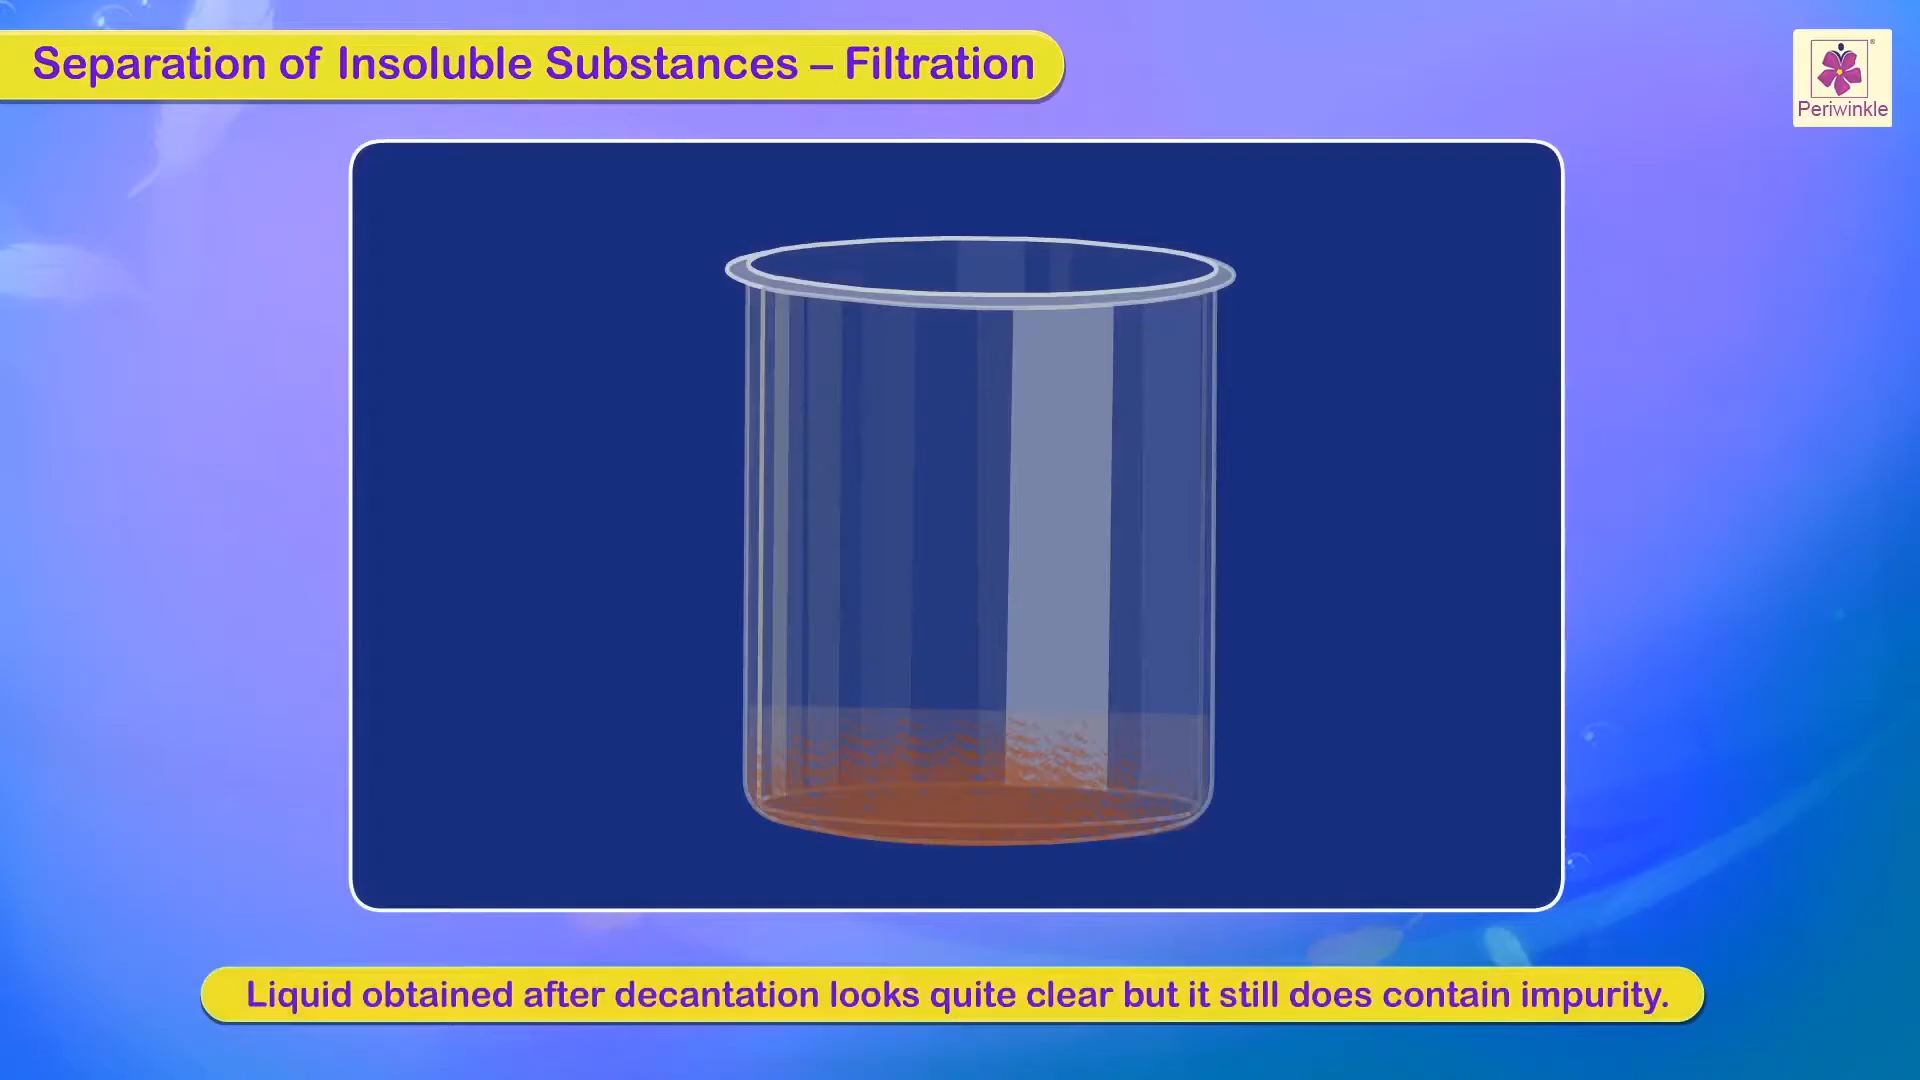 Separation of Insoluble Substances – Filtration
Periwinkle
Liquid obtained after decantation looks quite clear but it still does contain impurity.